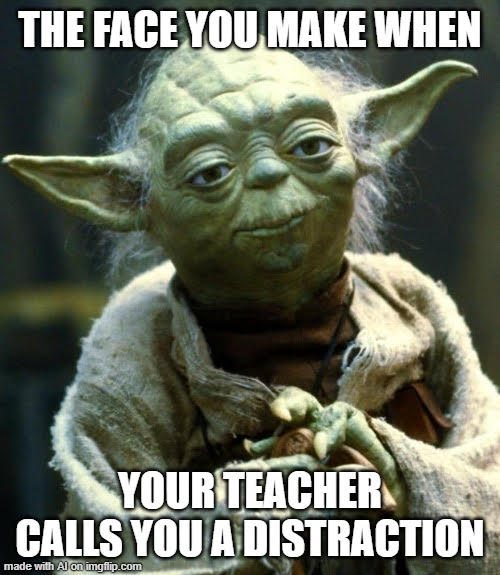 THE FACE YOU MAKE WHEN
YOUR TEACHER
CALLS YOU A DISTRACTION
made with AI on imgflip.com